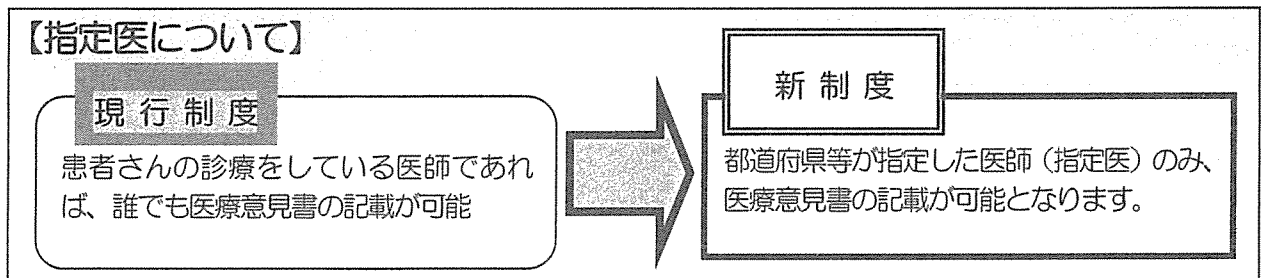 【指定医について】
現行制度
患者さんの診療をしている医師であれ
ば、誰でも医療意見書の記載が可能
新制度
都道府県等が指定した医師（指定医）のみ、
医療意見書の記載が可能となります。